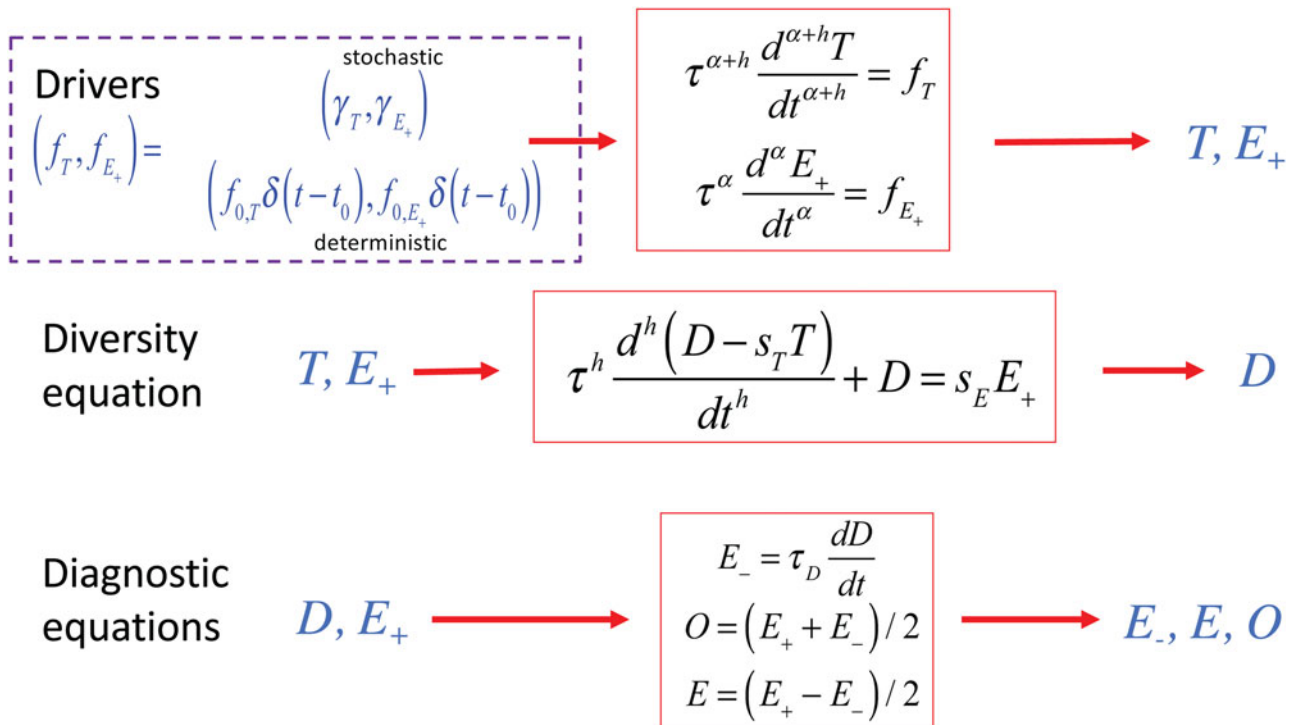 Drivers
stochastic
(γ_T, γ_{E_+})
(f_T, f_{E_+}) =
(f_{0,T} δ(t − t_0), f_{0,E_+} δ(t − t_0))
deterministic
τ^{α+h} d^{α+h}T / dt^{α+h} = f_T
τ^α d^α E_+ / dt^α = f_{E_+}
T, E_+
Diversity
equation
T, E_+
τ^h d^h(D − s_T T) / dt^h + D = s_E E_+
D
Diagnostic
equations
D, E_+
E_− = τ_D dD / dt
O = (E_+ + E_−) / 2
E = (E_+ − E_−) / 2
E_-, E, O